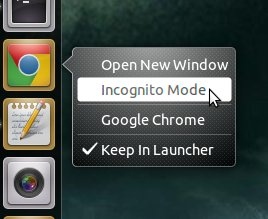 Open New Window
Incognito Mode
Google Chrome
Keep In Launcher